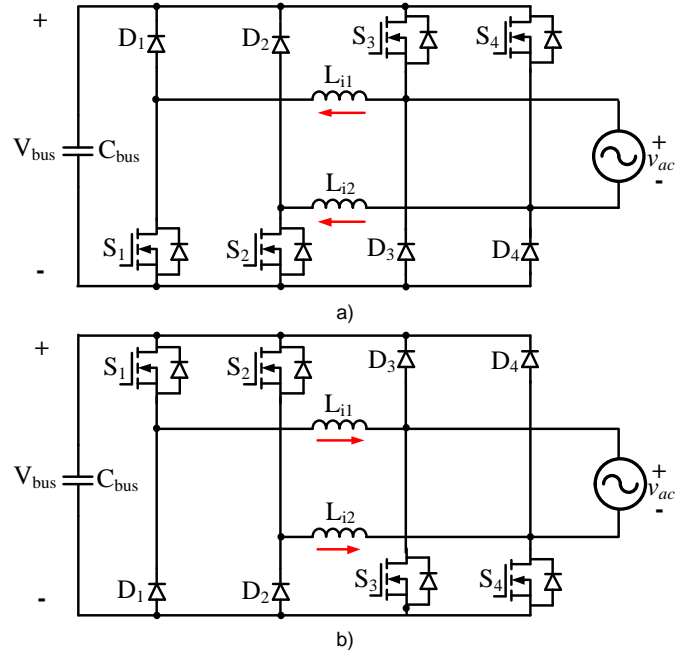 + D1 D2 S3 S4
Li1
Vbus Cbus + vac -
Li2
S1 S2 D3 D4
-
a)
+ S1 S2 D3 D4
Li1
Vbus Cbus + vac -
Li2
- D1 D2 S3 S4
b)